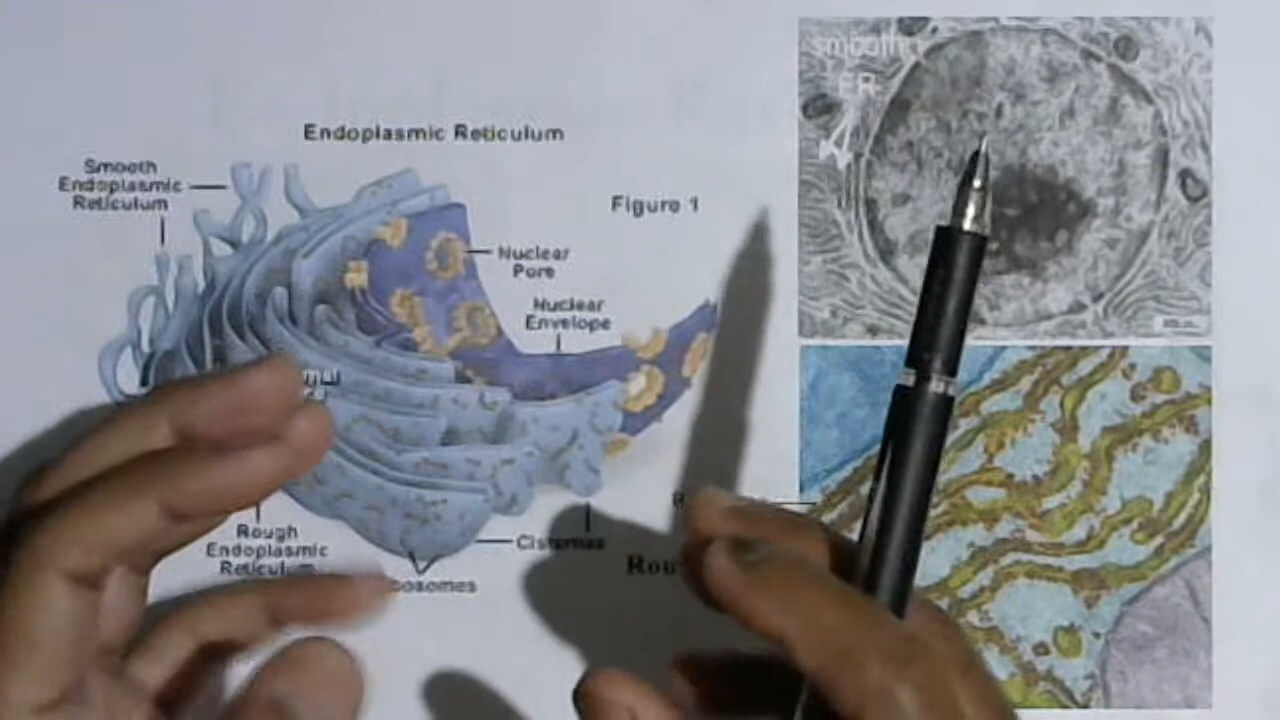 smooth
ER
Endoplasmic Reticulum
Smooth
Endoplasmic
Reticulum
Figure 1
Nuclear
Pore
Nuclear
Envelope
Rough
Endoplasmic
Reticulum
Cisternae